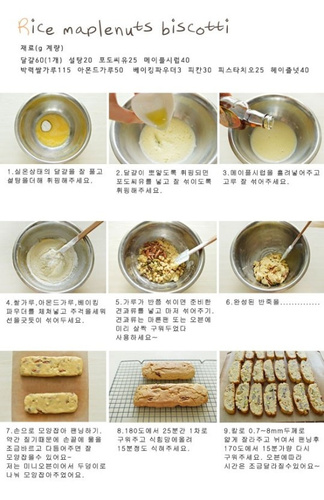 Rice maplenuts biscotti
재료(g 계량)
달걀60(1개) 설탕20 포도씨유25 메이플시럽40
박력쌀가루115 아몬드가루50 베이킹파우더3 피칸30 피스타치오25 헤즐넛40
1.실온상태의 달걀을 잘 풀고
설탕을더해 휘핑해주세요.
2.달걀이 뽀얗도록 휘핑되면
포도씨유를 넣고 잘 섞이도록
휘핑해주세요.
3.메이플시럽을 흘려넣어주고
고루 잘 섞어주세요.
4.쌀가루,아몬드가루,베이킹
파우더를 체쳐넣고 주걱을세워
선을긋듯이 섞어두세요.
5.가루가 반쯤 섞이면 준비한
견과류를 넣고 마저 섞어주기.
견과류는 마른팬 또는 오븐에
미리 살짝 구워두었다
사용하세요~
6.완성된 반죽을..............
7.손으로 모양잡아 팬닝하기.
약간 질기때문에 손끝에 물을
조금바르고 다듬어주면 잘
모양잡을수 있어요~
저는 미니오븐이어서 두덩이로
나눠 모양잡아주었어요.
8.180도에서 25분간 1차로
구워주고 식힘망에올려
15분정도 식혀주세요.
9.칼로 0.7~8mm두께로
얇게 잘라주고 뉘어서 팬닝후
170도에서 15분가량 다시
구워주세요. 오븐에따라
시간은 조금달라질수있어요~